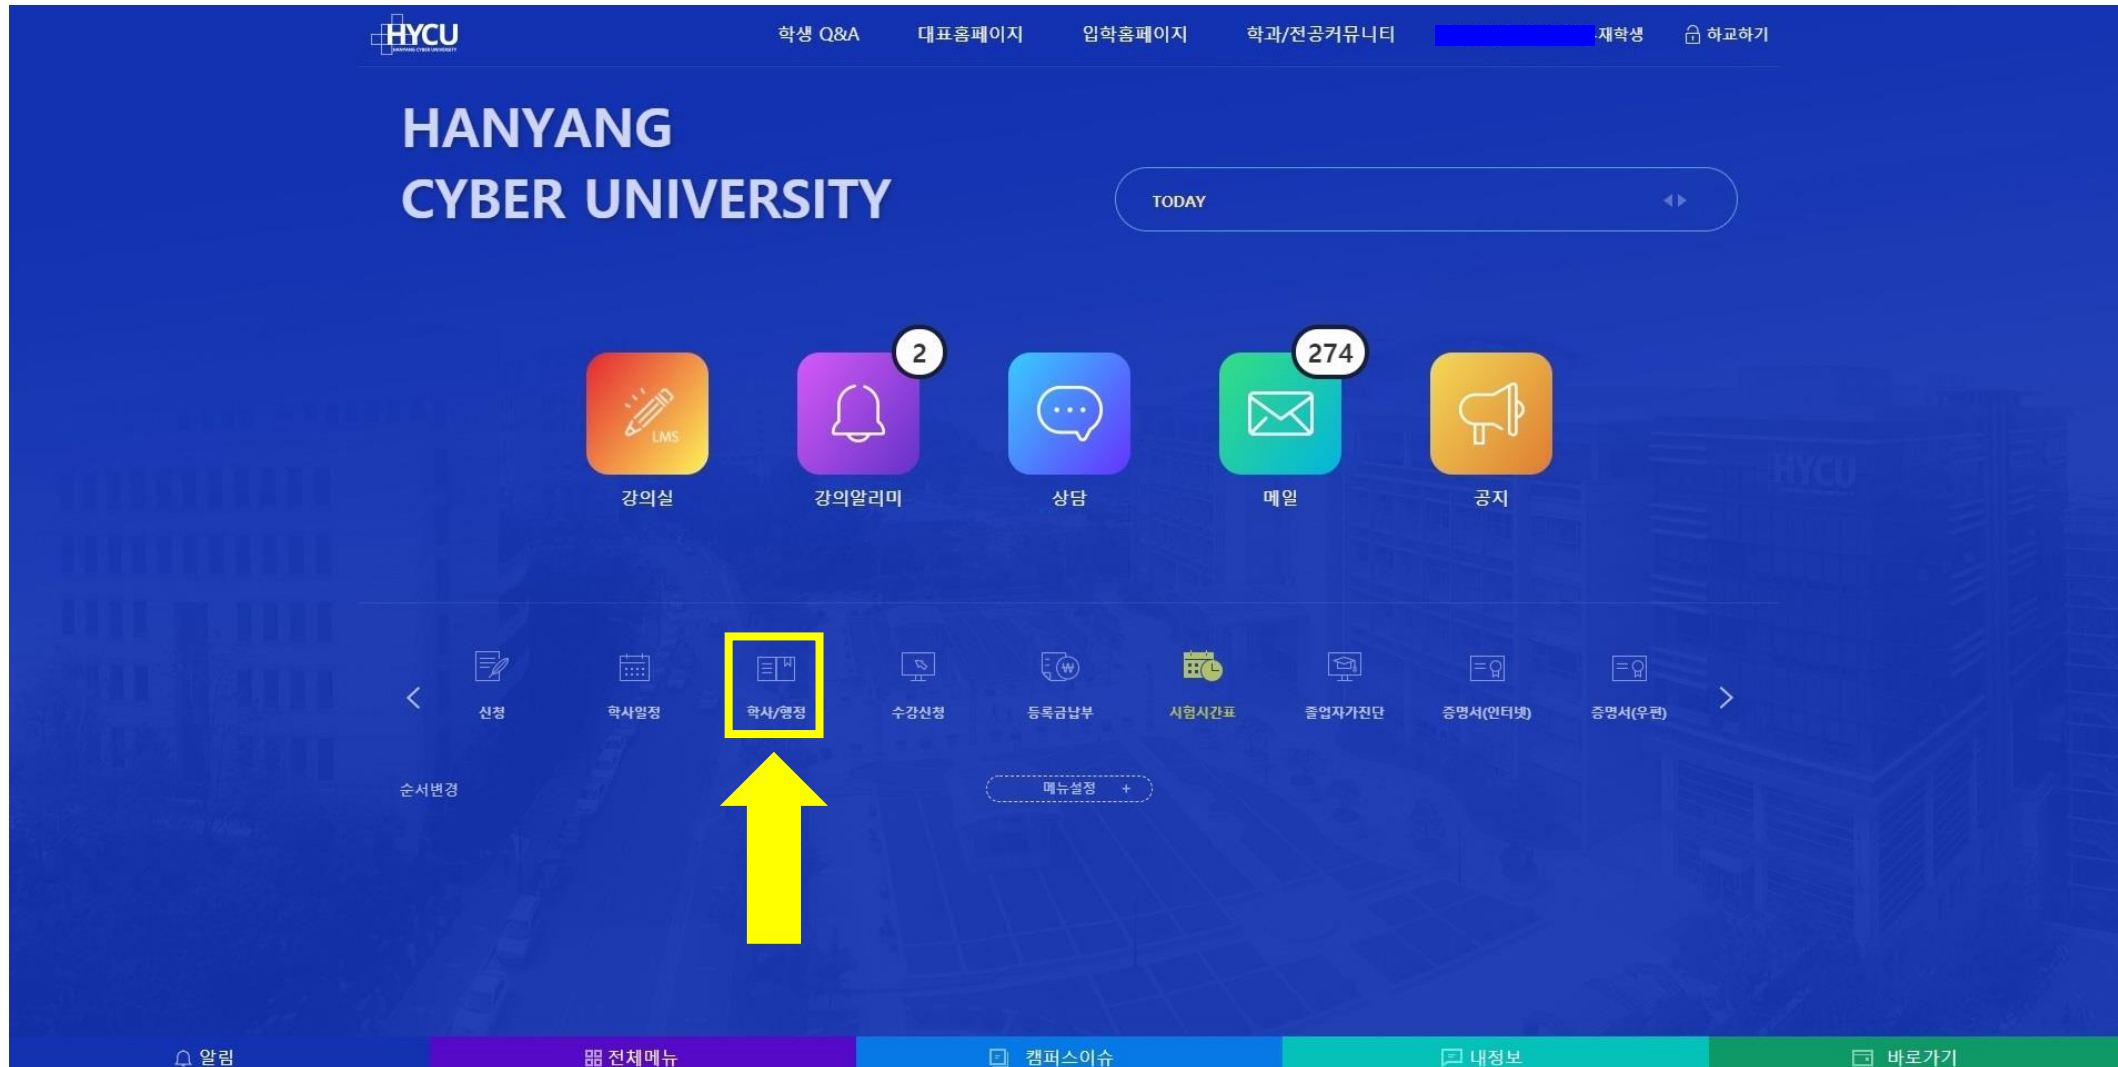 HYCU
학생 Q&A
대표홈페이지
입학홈페이지
학과/전공커뮤니티
재학생
하교하기
HANYANG
CYBER UNIVERSITY
TODAY
2
274
LMS
강의실
강의알리미
상담
메일
공지
HYCU
신청
학사일정
학사/행정
수강신청
등록금납부
시험시간표
졸업자가진단
증명서(인터넷)
증명서(우편)
순서변경
메뉴설정 +
알림
전체메뉴
캠퍼스이슈
내정보
바로가기